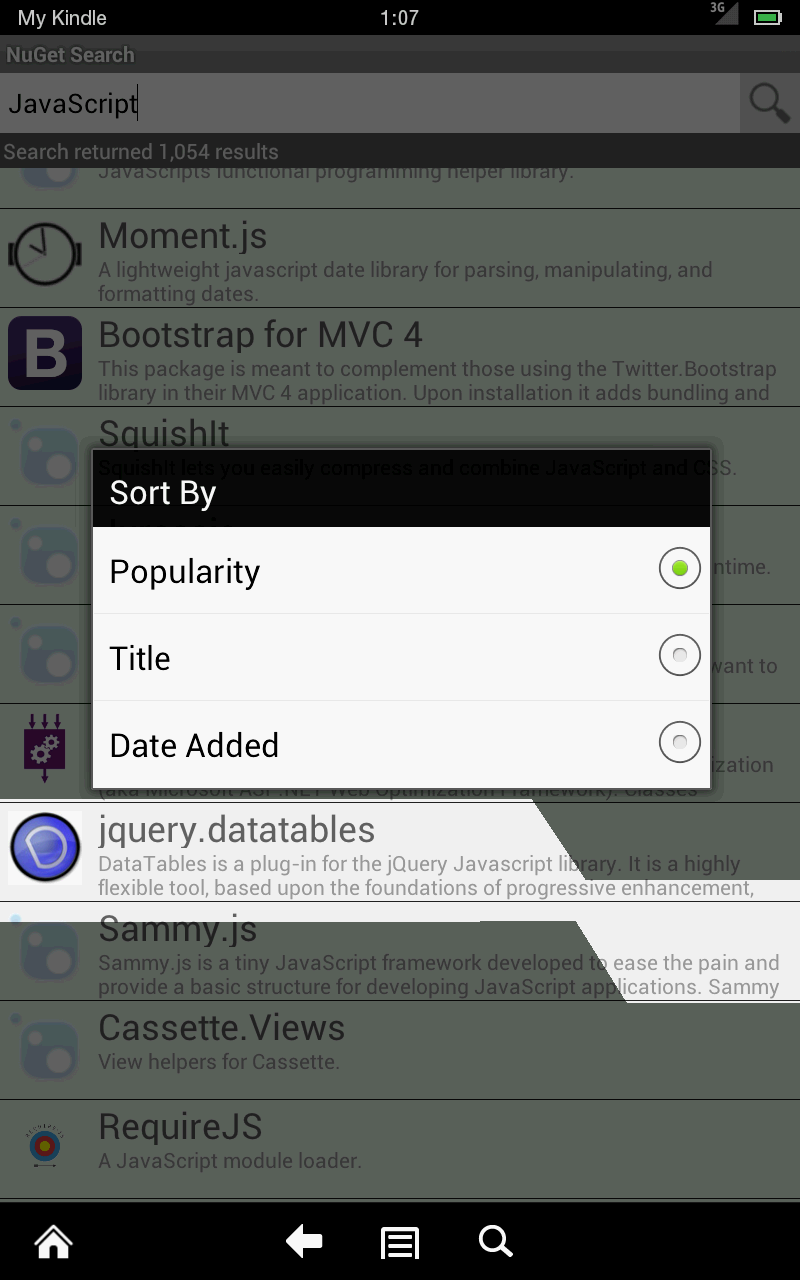 My Kindle
1:07
3G
NuGet Search
JavaScript
Search returned 1,054 results
JavaScripts functional programming helper library.
Moment.js
A lightweight javascript date library for parsing, manipulating, and
formatting dates.
B
Bootstrap for MVC 4
This package is meant to complement those using the Twitter.Bootstrap
library in their MVC 4 application. Upon installation it adds bundling and
SquishIt
SquishIt lets you easily compress and combine JavaScript and CSS.
Sort By
Popularity
ntime.
Title
want to
Date Added
ization
(aka Microsoft ASP.NET Web Optimization Framework). Classes
jquery.datatables
DataTables is a plug-in for the jQuery Javascript library. It is a highly
flexible tool, based upon the foundations of progressive enhancement,
Sammy.js
Sammy.js is a tiny JavaScript framework developed to ease the pain and
provide a basic structure for developing JavaScript applications. Sammy
Cassette.Views
View helpers for Cassette.
RequireJS
A JavaScript module loader.